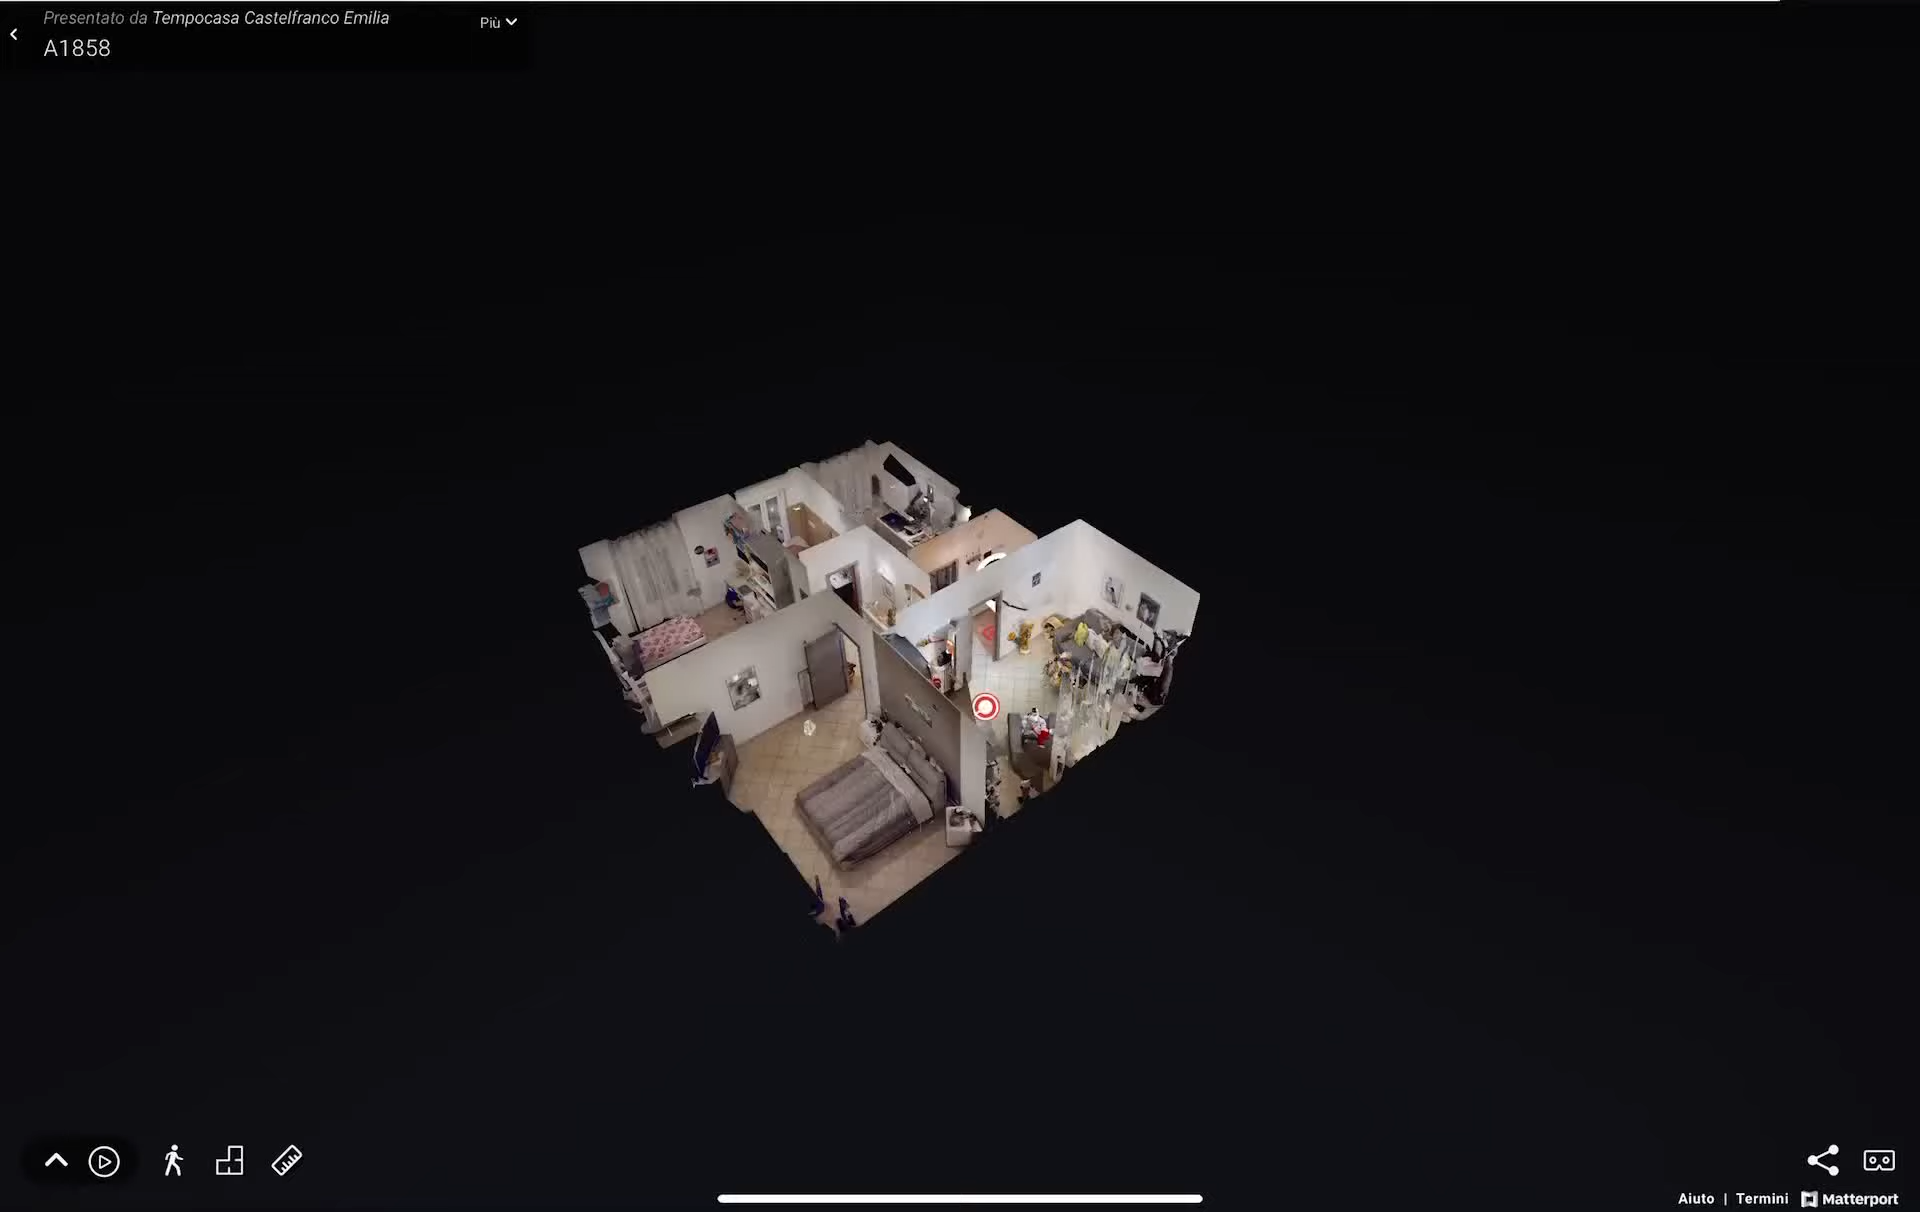 Presentato da Tempocasa Castelfranco Emilia
Più
A1858
Aiuto | Termini Matterport